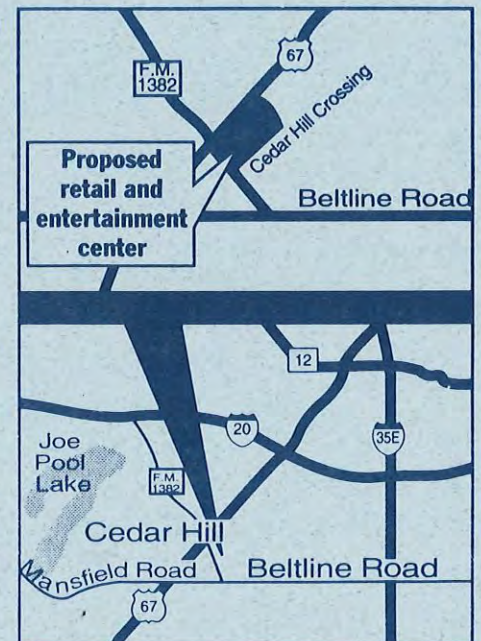 F.M.
1382
67
Cedar Hill Crossing
Proposed
retail and
entertainment
center
Beltline Road
12
20
35E
Joe
Pool
Lake
F.M.
1382
Cedar Hill
Mansfield Road
Beltline Road
67